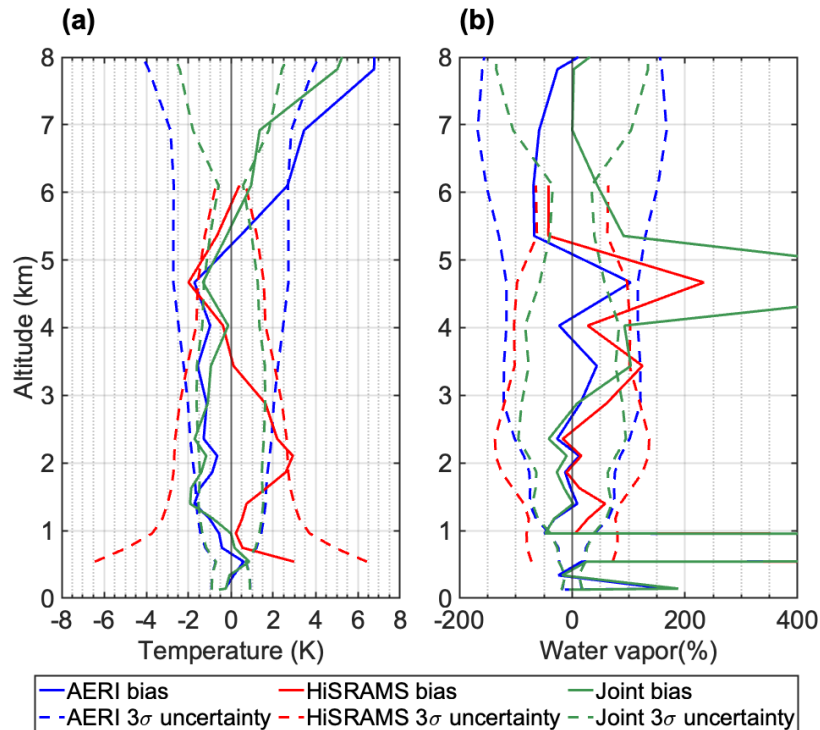 (a)
(b)
8
7
6
5
4
3
2
1
0
Altitude (km)
-8 -6 -4 -2 0 2 4 6 8
Temperature (K)
8
7
6
5
4
3
2
1
0
-200 0 200 400
Water vapor(%)
AERI bias HiSRAMS bias Joint bias
AERI 3σ uncertainty HiSRAMS 3σ uncertainty Joint 3σ uncertainty